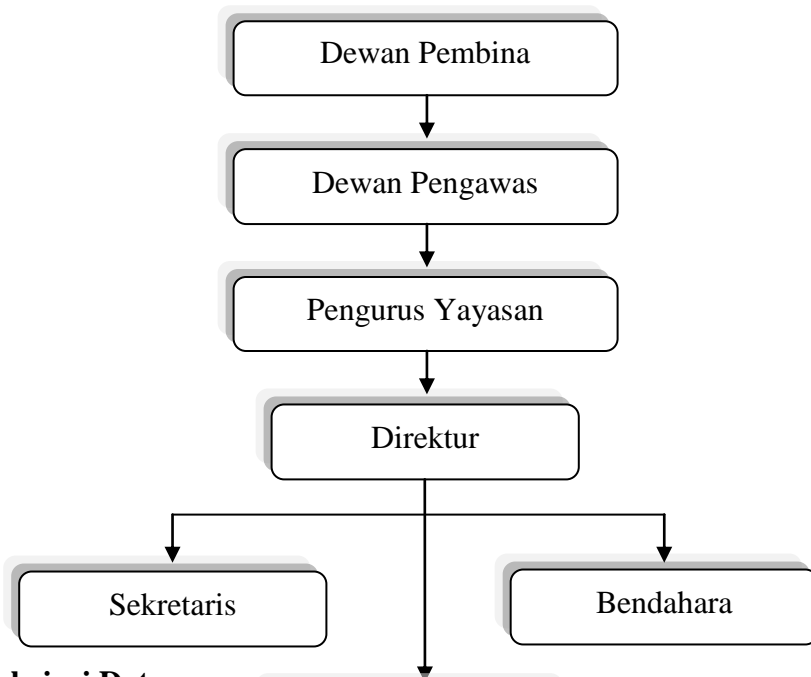 Dewan Pembina
Dewan Pengawas
Pengurus Yayasan
Direktur
Sekretaris
Bendahara